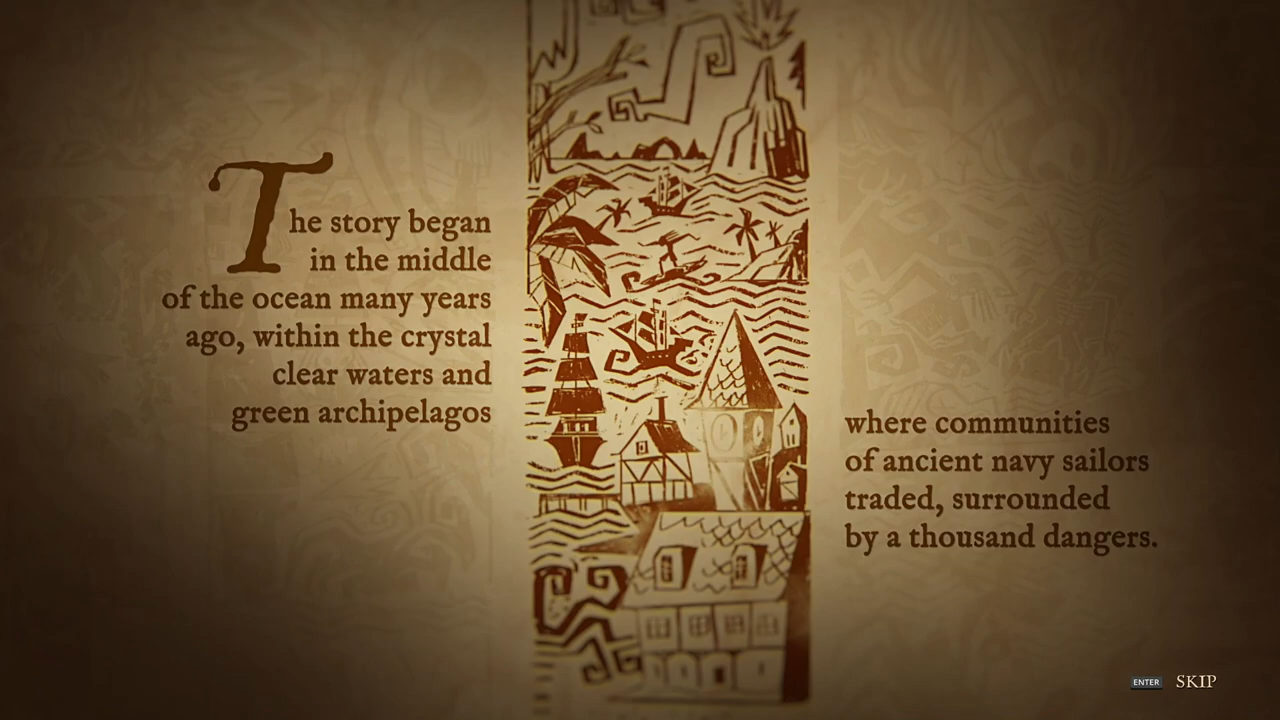 The story began
in the middle
of the ocean many years
ago, within the crystal
clear waters and
green archipelagos
where communities
of ancient navy sailors
traded, surrounded
by a thousand dangers.
ENTER SKIP